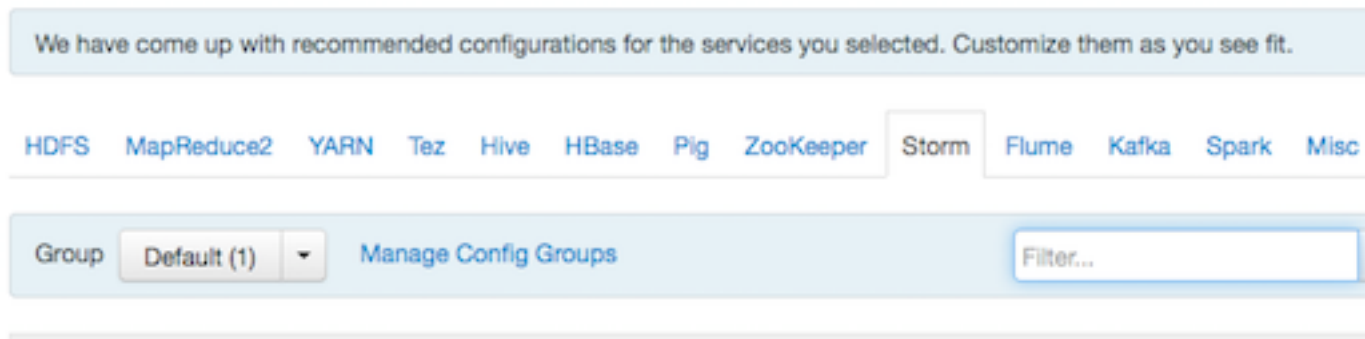 We have come up with recommended configurations for the services you selected. Customize them as you see fit.
HDFS MapReduce2 YARN Tez Hive HBase Pig ZooKeeper Storm Flume Kafka Spark Misc
Group Default (1) Manage Config Groups Filter...